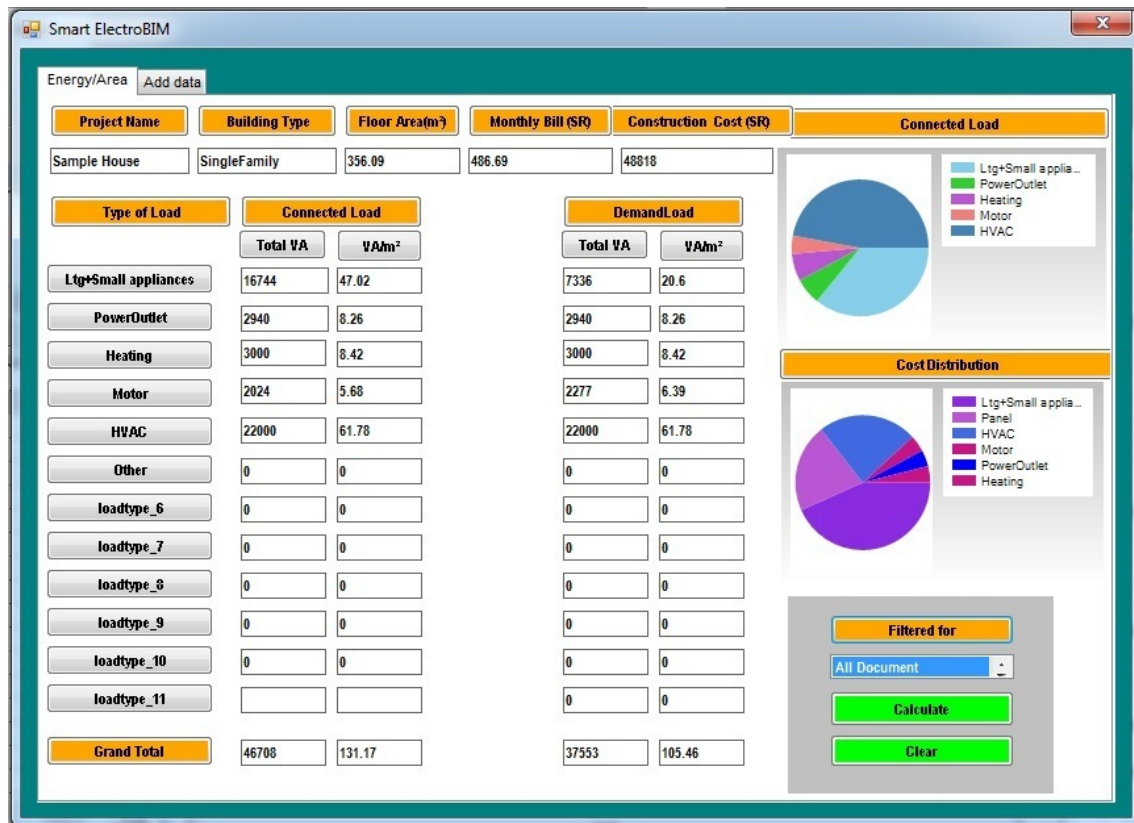 Smart ElectroBIM
Energy/Area Add data
Project Name Building Type Floor Area(m²) Monthly Bill (SR) Construction Cost (SR) Connected Load
Sample House SingleFamily 356.09 486.69 48818
Ltg+Small applia...
PowerOutlet
Heating
Motor
HVAC
Type of Load Connected Load DemandLoad
Total VA VA/m² Total VA VA/m²
Ltg+Small appliances 16744 47.02 7336 20.6
PowerOutlet 2940 8.26 2940 8.26
Heating 3000 8.42 3000 8.42
Motor 2024 5.68 2277 6.39
HVAC 22000 61.78 22000 61.78
Other 0 0 0 0
loadtype_6 0 0 0 0
loadtype_7 0 0 0 0
loadtype_8 0 0 0 0
loadtype_9 0 0 0 0
loadtype_10 0 0 0 0
loadtype_11 0 0
Grand Total 46708 131.17 37553 105.46
Cost Distribution
Ltg+Small applia...
Panel
HVAC
Motor
PowerOutlet
Heating
Filtered for
All Document
Calculate
Clear